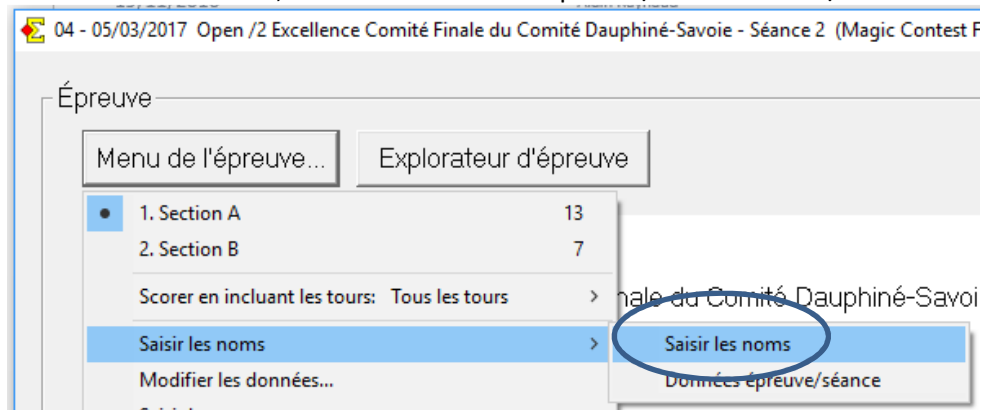 04 - 05/03/2017 Open /2 Excellence Comité Finale du Comité Dauphiné-Savoie - Séance 2 (Magic Contest F
Épreuve
Menu de l'épreuve... Explorateur d'épreuve
1. Section A 13
2. Section B 7
Scorer en incluant les tours: Tous les tours > nale du Comité Dauphiné-Savoi
Saisir les noms > Saisir les noms
Modifier les données... Données épreuve/séance